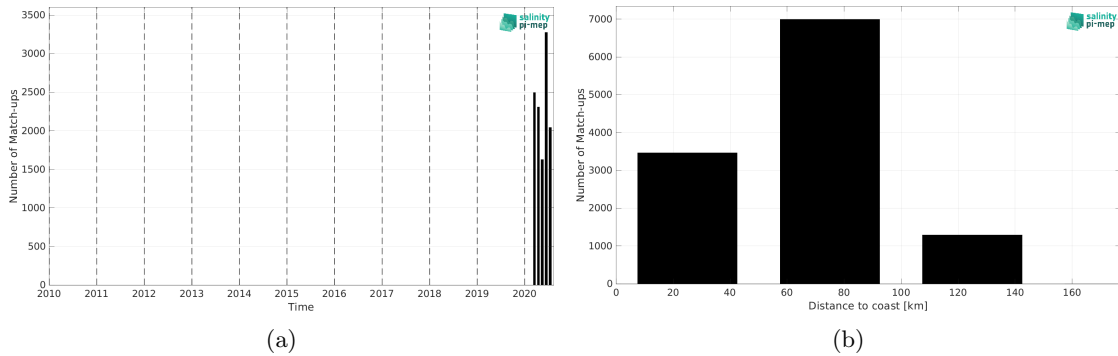 salinity
pi-mep
Number of Match-ups
3500
3000
2500
2000
1500
1000
500
0
2010 2011 2012 2013 2014 2015 2016 2017 2018 2019 2020
Time
(a)
salinity
pi-mep
Number of Match-ups
7000
6000
5000
4000
3000
2000
1000
0
0 20 40 60 80 100 120 140 160
Distance to coast [km]
(b)